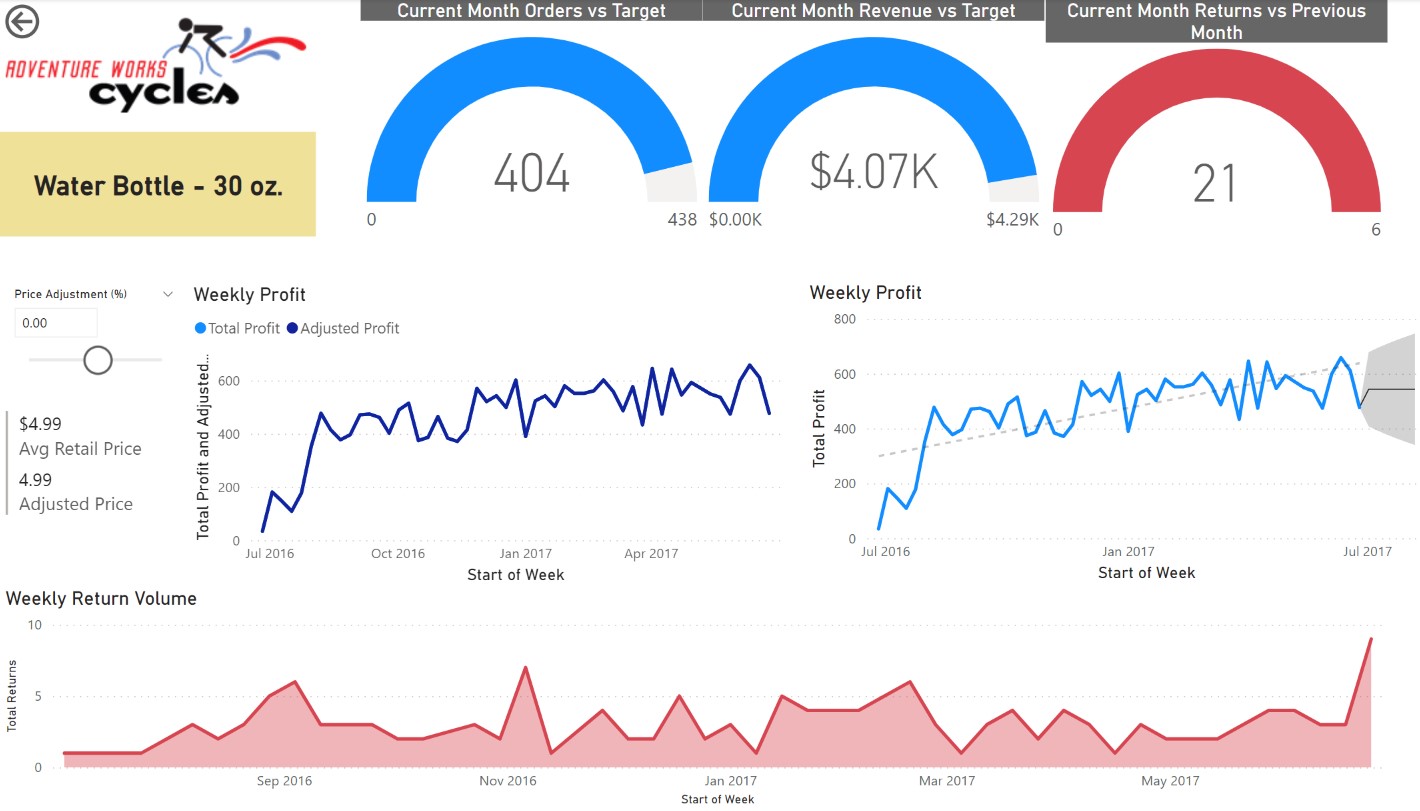 Current Month Orders vs Target
Current Month Revenue vs Target
Current Month Returns vs Previous
Month
ADVENTURE WORKS
cycles
Water Bottle - 30 oz.
404
0
438
$4.07K
$0.00K
$4.29K
21
0
6
Price Adjustment (%)
0.00
$4.99
Avg Retail Price
4.99
Adjusted Price
Weekly Profit
Total Profit
Adjusted Profit
Total Profit and Adjusted...
600
400
200
0
Jul 2016
Oct 2016
Jan 2017
Apr 2017
Start of Week
Weekly Profit
Total Profit
800
600
400
200
0
Jul 2016
Jan 2017
Jul 2017
Start of Week
Weekly Return Volume
Total Returns
10
5
0
Sep 2016
Nov 2016
Jan 2017
Mar 2017
May 2017
Start of Week